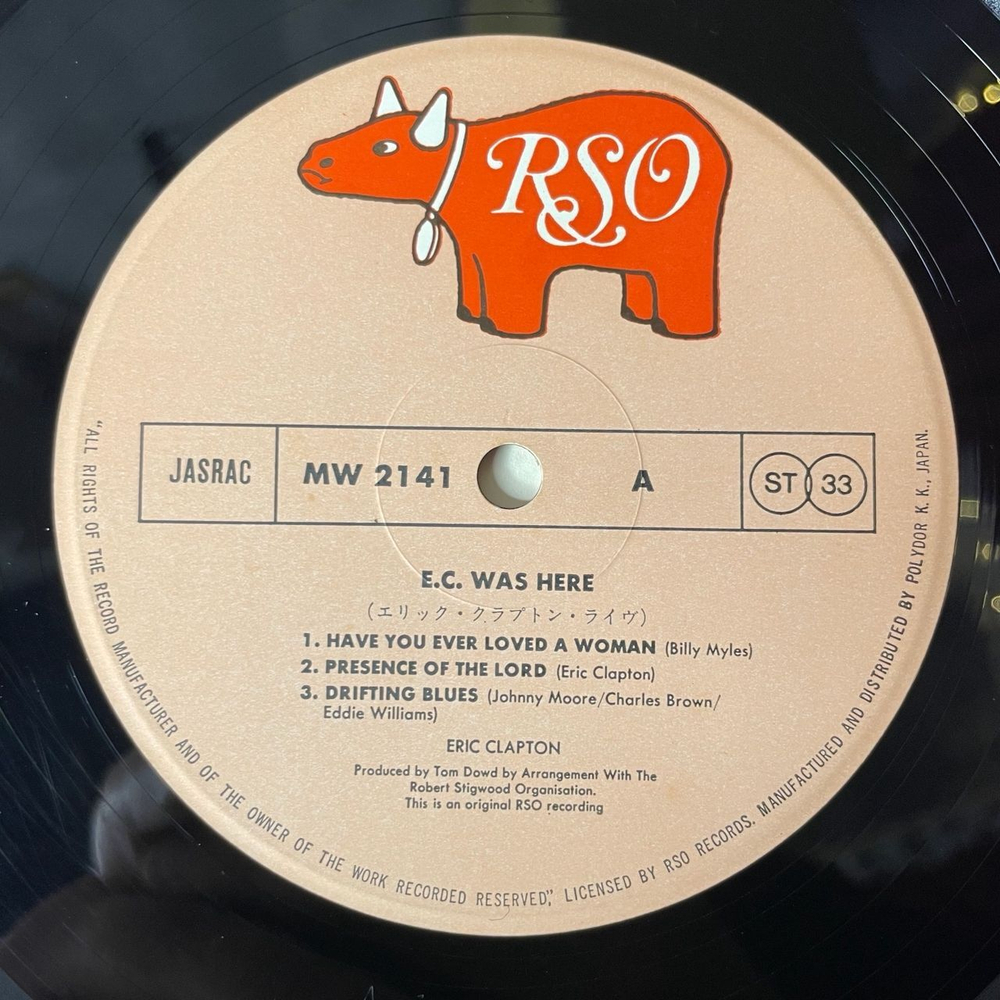 RSO
JASRAC
MW 2141
A
ST 33
E.C. WAS HERE
(エリック・クラプトン・ライヴ)
1. HAVE YOU EVER LOVED A WOMAN (Billy Myles)
2. PRESENCE OF THE LORD (Eric Clapton)
3. DRIFTING BLUES (Johnny Moore/Charles Brown/
Eddie Williams)
ERIC CLAPTON
Produced by Tom Dowd by Arrangement With The
Robert Stigwood Organisation.
This is an original RSO recording
"ALL RIGHTS OF THE RECORD MANUFACTURER AND OF THE OWNER OF THE WORK RECORDED RESERVED," LICENSED BY RSO RECORDS. MANUFACTURED AND DISTRIBUTED BY POLYDOR K. K., JAPAN.